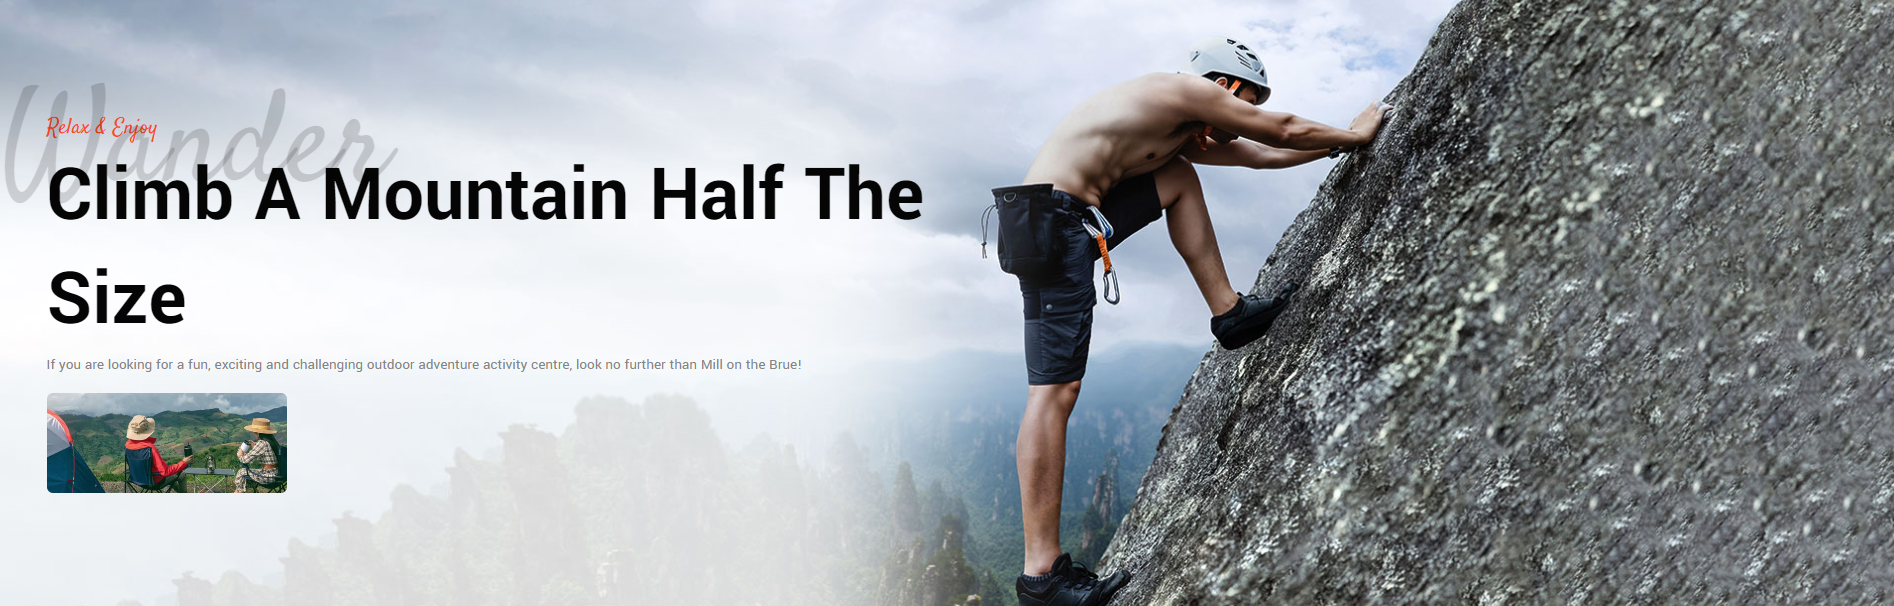 Wander
Relax & Enjoy
Climb A Mountain Half The
Size
If you are looking for a fun, exciting and challenging outdoor adventure activity centre, look no further than Mill on the Brue!